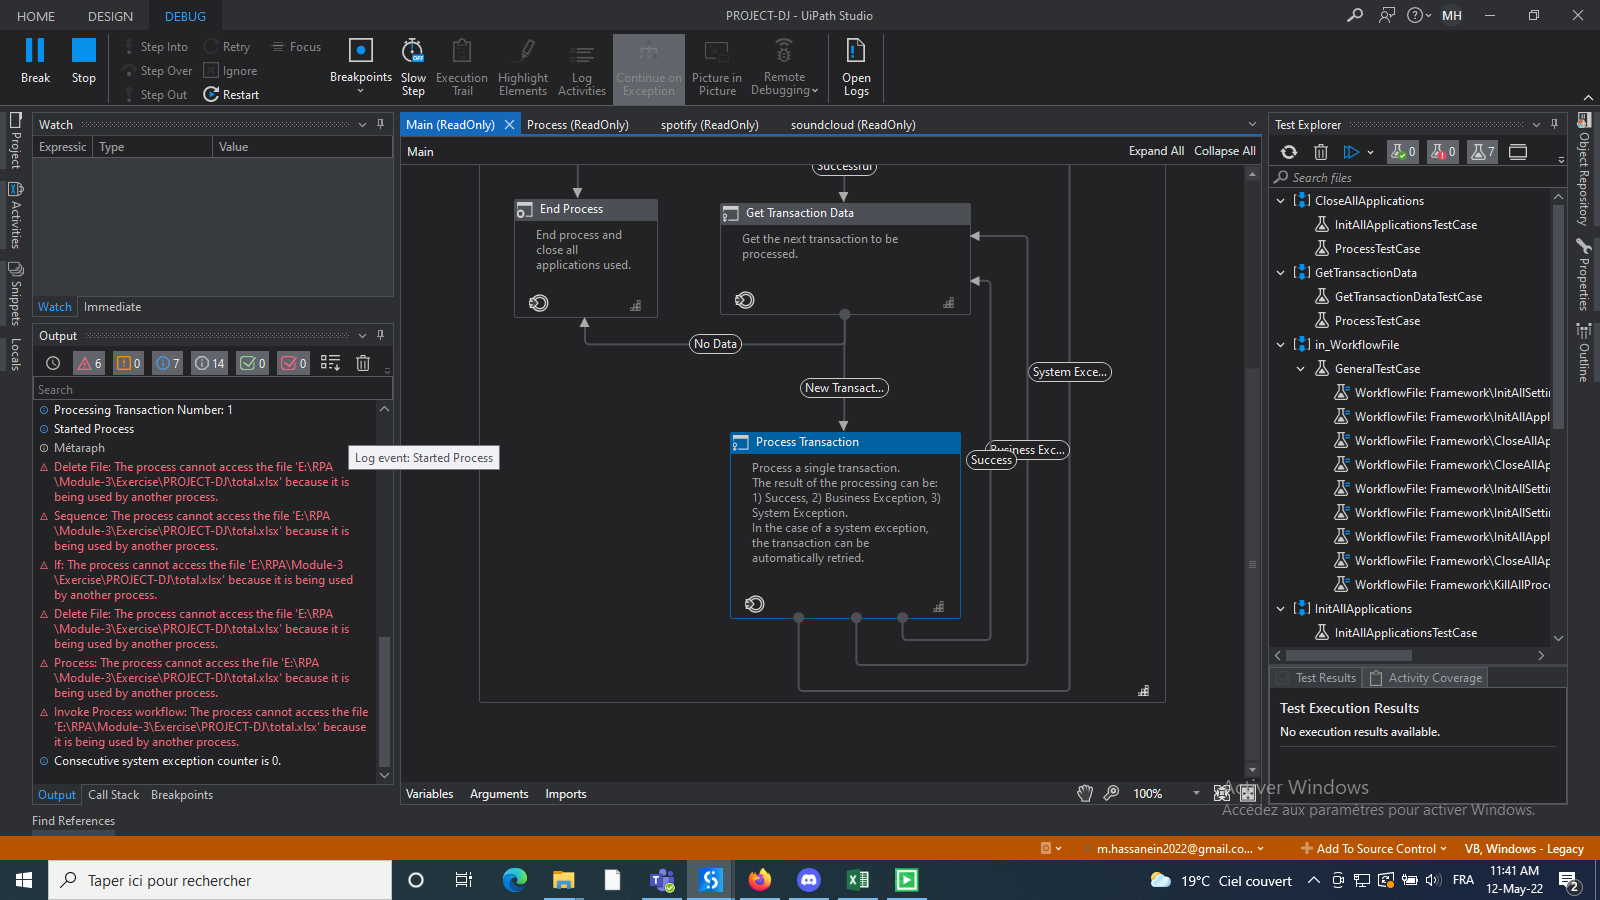 HOME DESIGN DEBUG PROJECT-DJ - UiPath Studio MH
Break
Stop
Step Into
Step Over
Step Out
Retry
Ignore
Restart
Focus
Breakpoints
Slow
Step
Execution
Trail
Highlight
Elements
Log
Activities
Continue on
Exception
Picture in
Picture
Remote
Debugging
Open
Logs
Project
Activities
Snippets
Locals
Watch
Expressic Type Value
Watch Immediate
Output
6 0 7 14 0 0
Search
Processing Transaction Number: 1
Started Process
Métaraph
Delete File: The process cannot access the file 'E:\RPA
\Module-3\Exercise\PROJECT-DJ\total.xlsx' because it is
being used by another process.
Sequence: The process cannot access the file 'E:\RPA
\Module-3\Exercise\PROJECT-DJ\total.xlsx' because it is
being used by another process.
If: The process cannot access the file 'E:\RPA\Module-3
\Exercise\PROJECT-DJ\total.xlsx' because it is being used
by another process.
Delete File: The process cannot access the file 'E:\RPA
\Module-3\Exercise\PROJECT-DJ\total.xlsx' because it is
being used by another process.
Process: The process cannot access the file 'E:\RPA
\Module-3\Exercise\PROJECT-DJ\total.xlsx' because it is
being used by another process.
Invoke Process workflow: The process cannot access the file
'E:\RPA\Module-3\Exercise\PROJECT-DJ\total.xlsx' because
it is being used by another process.
Consecutive system exception counter is 0.
Log event: Started Process
Output Call Stack Breakpoints
Find References
Main (ReadOnly) Process (ReadOnly) spotify (ReadOnly) soundcloud (ReadOnly)
Main Expand All Collapse All
Successful
End Process
End process and
close all
applications used.
Get Transaction Data
Get the next transaction to be
processed.
No Data
New Transact...
System Exce...
Business Exc...
Success
Process Transaction
Process a single transaction.
The result of the processing can be:
1) Success, 2) Business Exception, 3)
System Exception.
In the case of a system exception,
the transaction can be
automatically retried.
Variables Arguments Imports 100%
Test Explorer
0 0 7
Search files
CloseAllApplications
InitAllApplicationsTestCase
ProcessTestCase
GetTransactionData
GetTransactionDataTestCase
ProcessTestCase
in_WorkflowFile
GeneralTestCase
WorkflowFile: Framework\InitAllSetti
WorkflowFile: Framework\InitAllAppl
WorkflowFile: Framework\CloseAllAp
WorkflowFile: Framework\CloseAllAp
WorkflowFile: Framework\InitAllSetti
WorkflowFile: Framework\InitAllSetti
WorkflowFile: Framework\InitAllAppl
WorkflowFile: Framework\CloseAllAp
WorkflowFile: Framework\KillAllProce
InitAllApplications
InitAllApplicationsTestCase
Test Results Activity Coverage
Test Execution Results
No execution results available.
Object Repository
Properties
Outline
Activer Windows
Accédez aux paramètres pour activer Windows.
m.hassanein2022@gmail.co... Add To Source Control VB, Windows - Legacy
Taper ici pour rechercher
19°C Ciel couvert FRA
11:41 AM
12-May-22
2